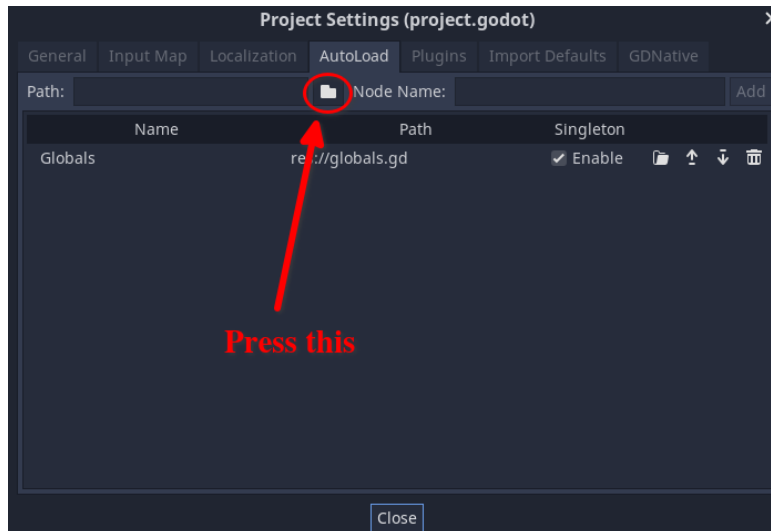 Project Settings (project.godot)
General Input Map Localization AutoLoad Plugins Import Defaults GDNative
Path: Node Name: Add
Name Path Singleton
Globals res://globals.gd Enable
Press this
Close